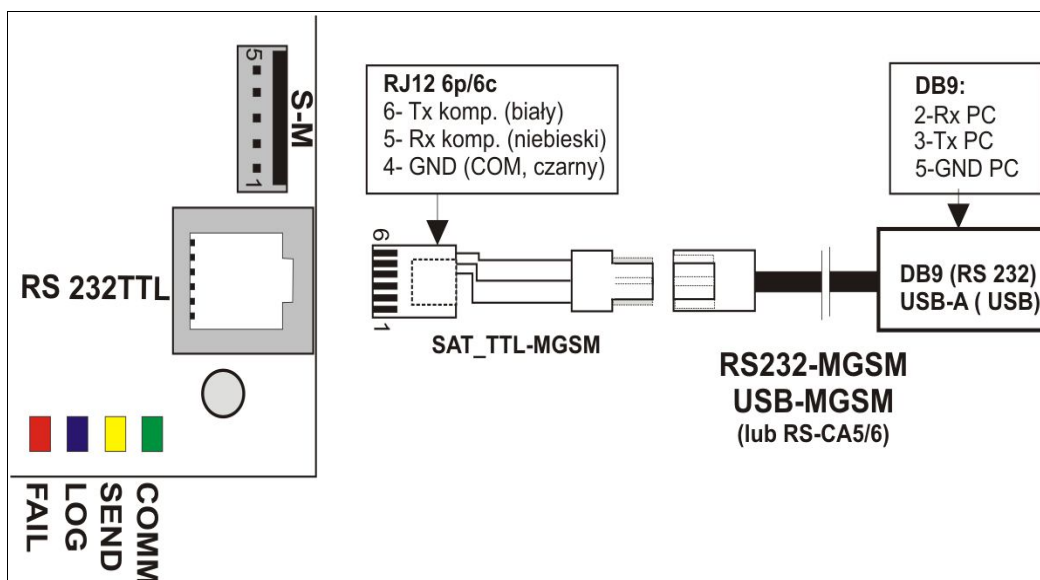 5
S-M
1
RS 232TTL
FAIL
LOG
SEND
COMM
RJ12 6p/6c
6- Tx komp. (biały)
5- Rx komp. (niebieski)
4- GND (COM, czarny)
6
1
SAT_TTL-MGSM
RS232-MGSM
USB-MGSM
(lub RS-CA5/6)
DB9:
2-Rx PC
3-Tx PC
5-GND PC
DB9 (RS 232)
USB-A ( USB)